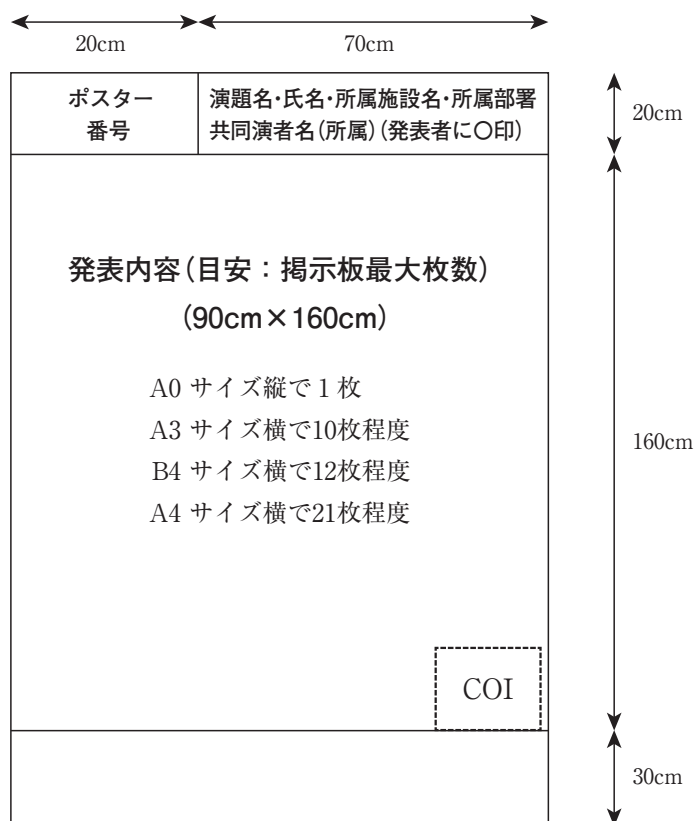 20cm
70cm
ポスター
番号
演題名・氏名・所属施設名・所属部署
共同演者名(所属)(発表者に〇印)
20cm
発表内容(目安：掲示板最大枚数)
(90cm×160cm)
A0 サイズ縦で1枚
A3 サイズ横で10枚程度
B4 サイズ横で12枚程度
A4 サイズ横で21枚程度
160cm
COI
30cm